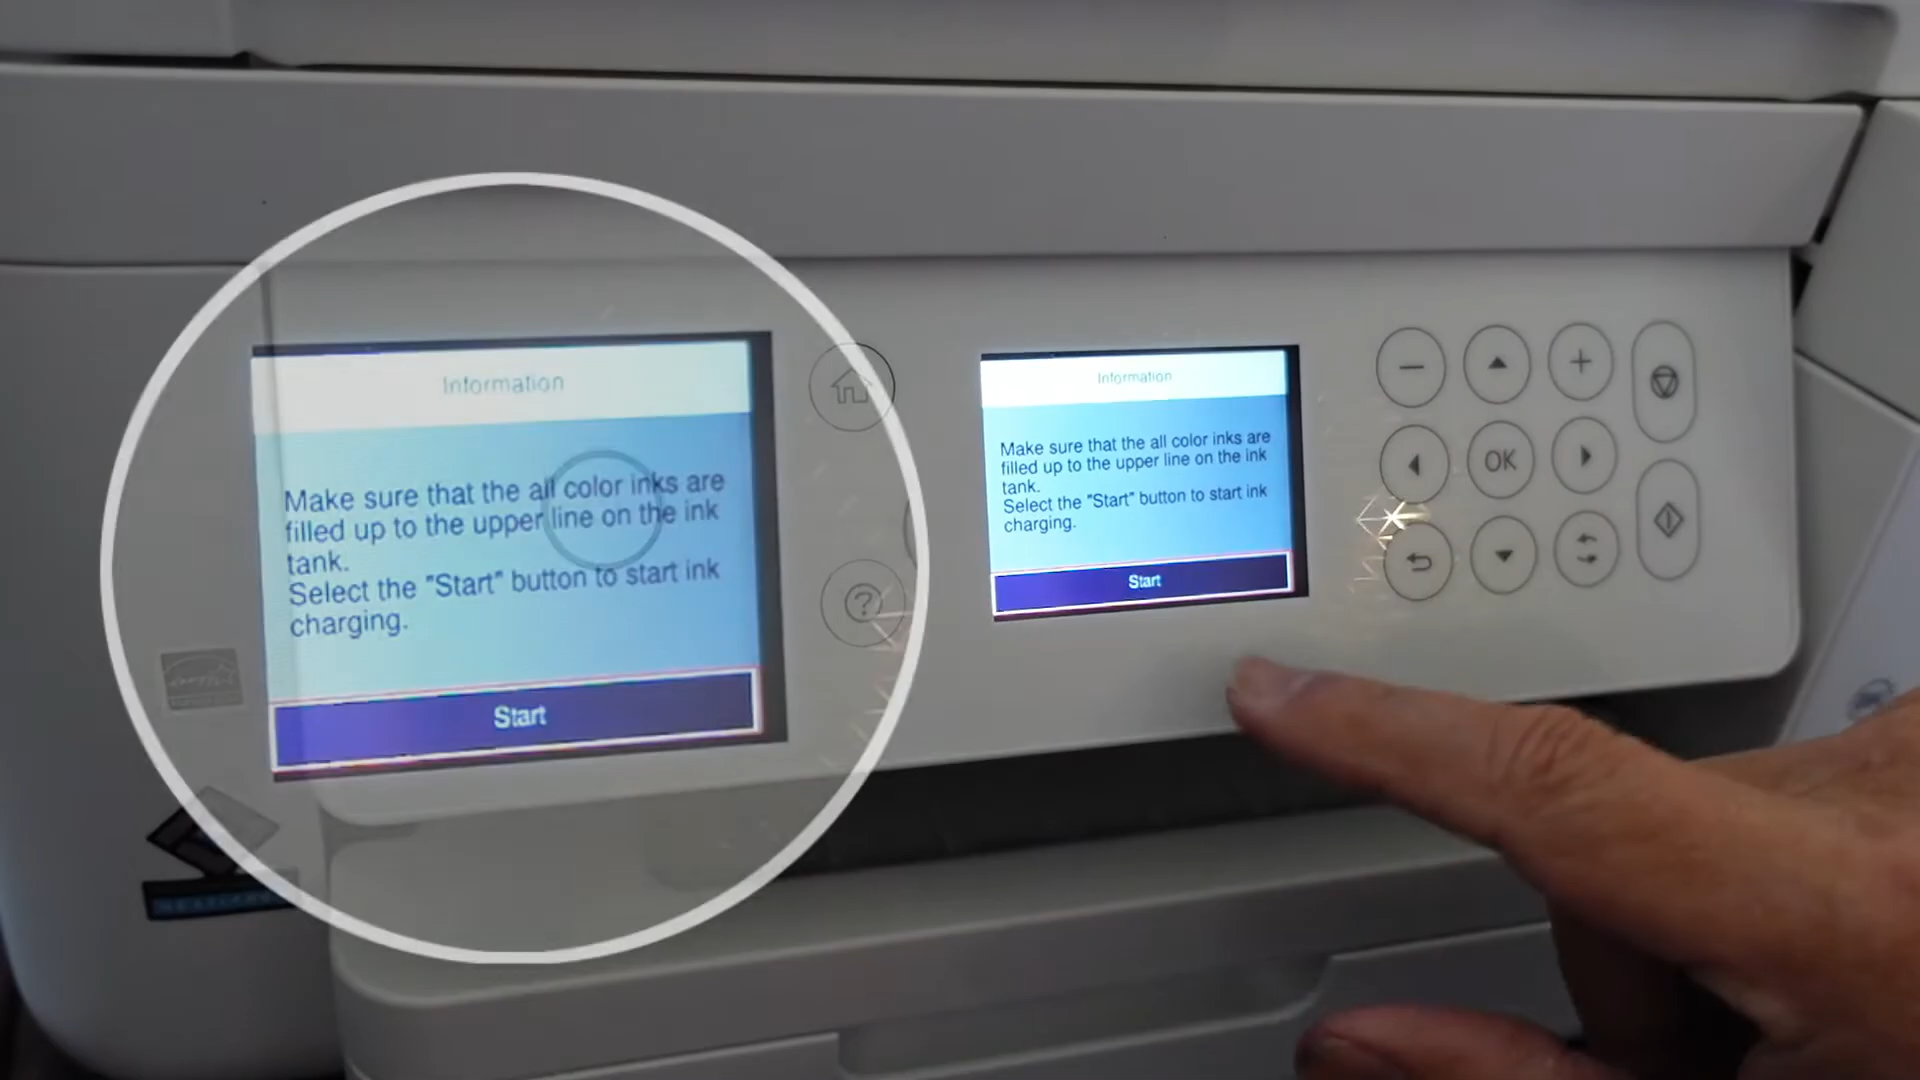 Information
Make sure that the all color inks are
filled up to the upper line on the ink
tank.
Select the "Start" button to start ink
charging.
Start
Information
Make sure that the all color inks are
filled up to the upper line on the ink
tank.
Select the "Start" button to start ink
charging.
Start
OK